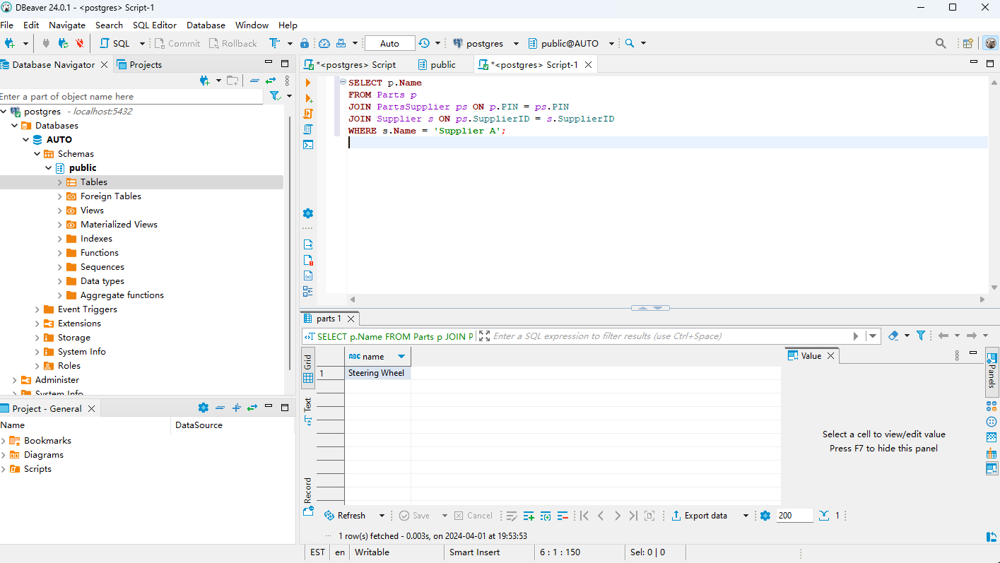 DBeaver 24.0.1 - <postgres> Script-1
File Edit Navigate Search SQL Editor Database Window Help
SQL Commit Rollback T Auto postgres public@AUTO
Database Navigator Projects
Enter a part of object name here
postgres - localhost:5432
Databases
AUTO
Schemas
public
Tables
Foreign Tables
Views
Materialized Views
Indexes
Functions
Sequences
Data types
Aggregate functions
Event Triggers
Extensions
Storage
System Info
Roles
Administer
System Info
Project - General
Name DataSource
Bookmarks
Diagrams
Scripts
*<postgres> Script public *<postgres> Script-1
SELECT p.Name
FROM Parts p
JOIN PartsSupplier ps ON p.PIN = ps.PIN
JOIN Supplier s ON ps.SupplierID = s.SupplierID
WHERE s.Name = 'Supplier A';
parts 1
SELECT p.Name FROM Parts p JOIN P Enter a SQL expression to filter results (use Ctrl+Space)
Grid
Text
Record
ABC name
1 Steering Wheel
Value
Panels
Select a cell to view/edit value
Press F7 to hide this panel
Refresh Save Cancel Export data 200 1
1 row(s) fetched - 0.003s, on 2024-04-01 at 19:53:53
EST en Writable Smart Insert 6 : 1 : 150 Sel: 0 | 0